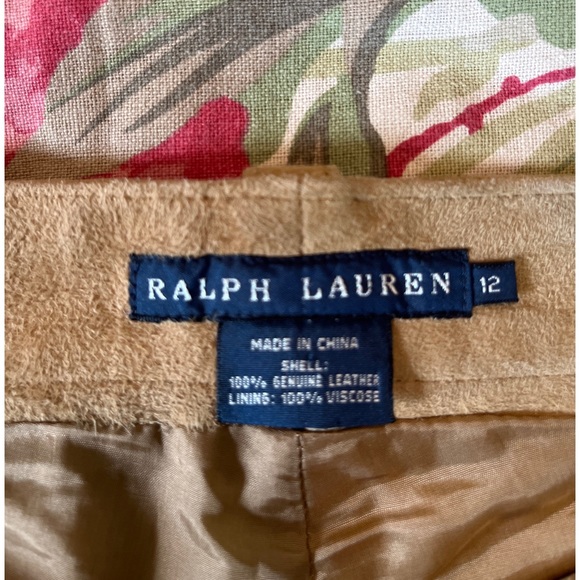 RALPH LAUREN 12
MADE IN CHINA
SHELL:
100% GENUINE LEATHER
LINING: 100% VISCOSE